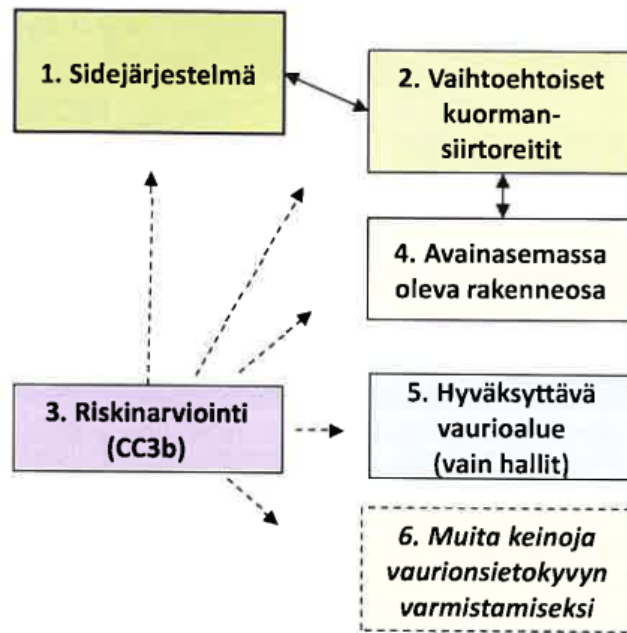 1. Sidejärjestelmä
2. Vaihtoehtoiset
kuorman-
siirtoreitit
4. Avainasemassa
oleva rakenneosa
3. Riskinarviointi
(CC3b)
5. Hyväksyttävä
vaurioalue
(vain hallit)
6. Muita keinoja
vaurionsietokyvyn
varmistamiseksi